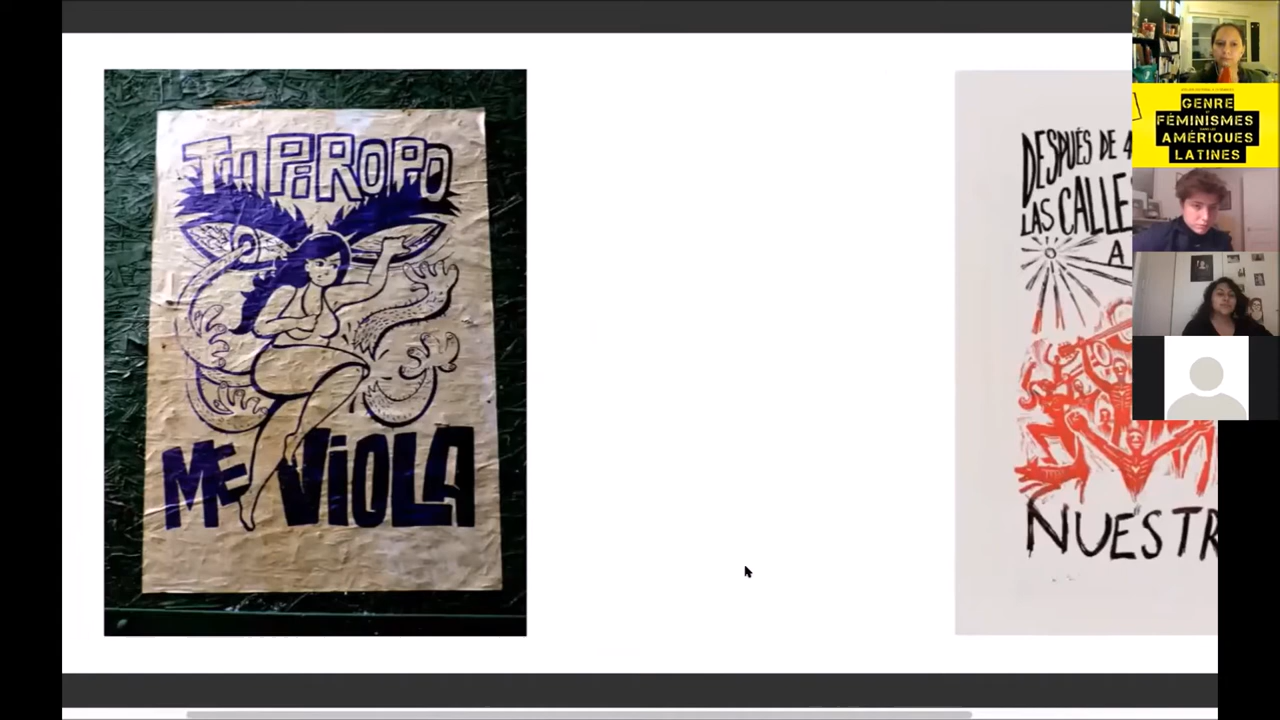 TU PIROPO
ME VIOLA
DESPUÉS DE 4
LAS CALLE
A
NUESTR
GENRE
FÉMINISMES
AMÉRIQUES
LATINES